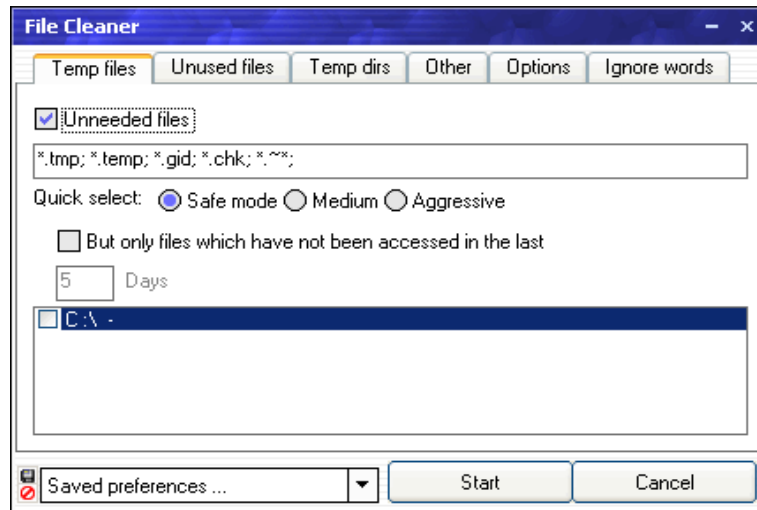 File Cleaner
Temp files Unused files Temp dirs Other Options Ignore words
Unneeded files
*.tmp; *.temp; *.gid; *.chk; *.~*;
Quick select: Safe mode Medium Aggressive
But only files which have not been accessed in the last
5 Days
C:\ -
Saved preferences ... Start Cancel